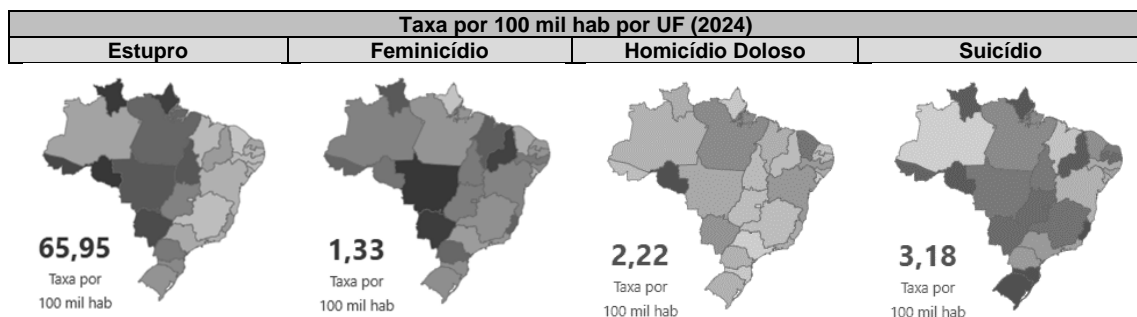 Taxa por 100 mil hab por UF (2024)
Estupro Feminicídio Homicídio Doloso Suicídio
65,95 1,33 2,22 3,18
Taxa por Taxa por Taxa por Taxa por
100 mil hab 100 mil hab 100 mil hab 100 mil hab